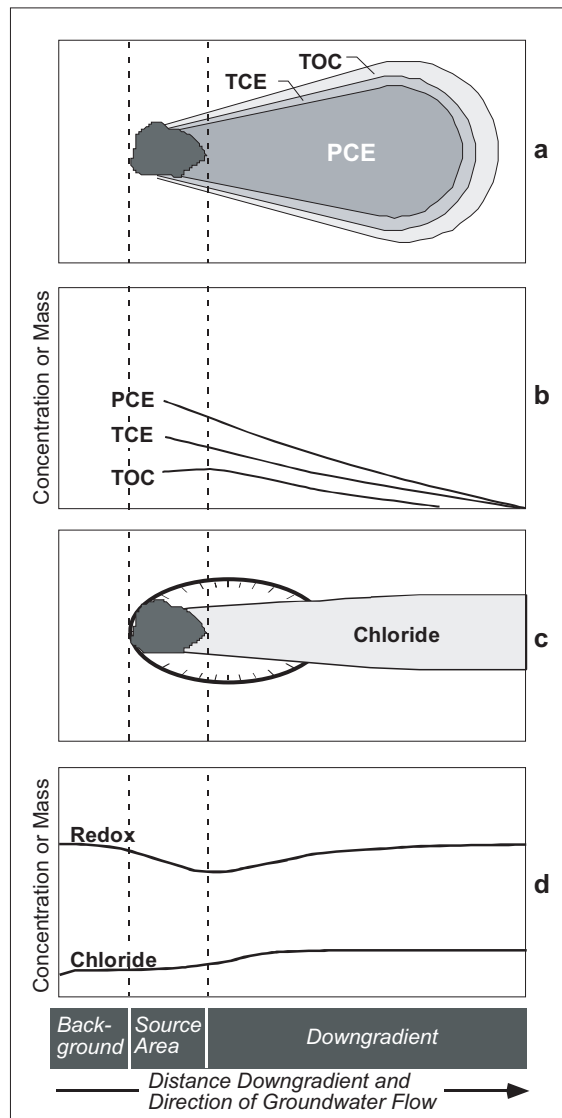 TOC
TCE
PCE
a
Concentration or Mass
PCE
TCE
TOC
b
Chloride
c
Concentration or Mass
Redox
Chloride
d
Back-
ground
Source
Area
Downgradient
Distance Downgradient and
Direction of Groundwater Flow